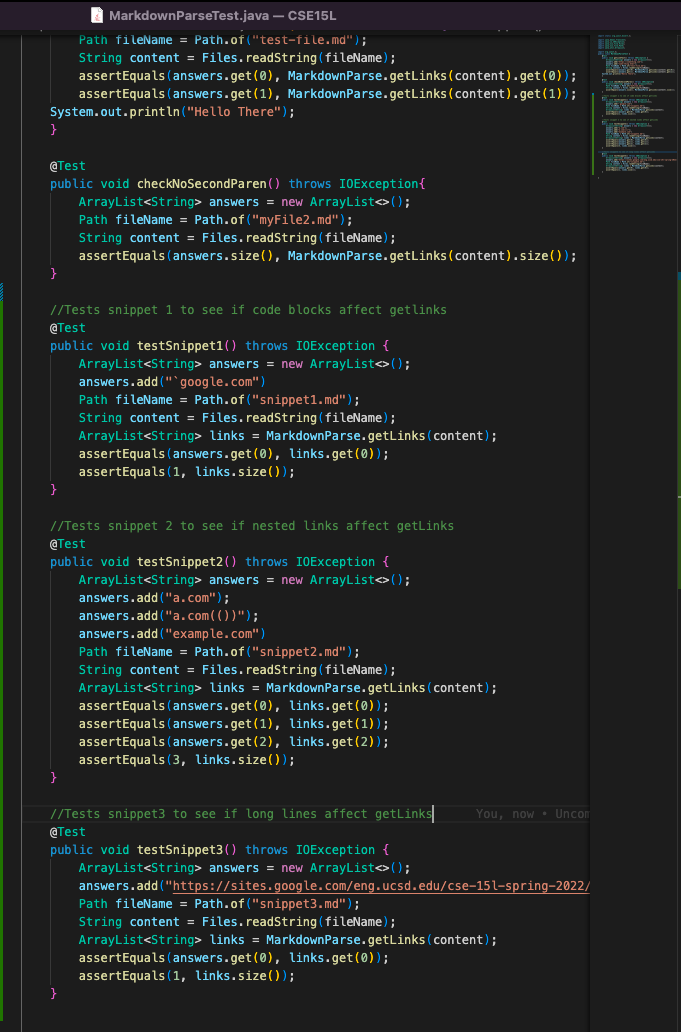 MarkdownParseTest.java — CSE15L
Path fileName = Path.of("test-file.md");
String content = Files.readString(fileName);
assertEquals(answers.get(0), MarkdownParse.getLinks(content).get(0));
assertEquals(answers.get(1), MarkdownParse.getLinks(content).get(1));
System.out.println("Hello There");
}
@Test
public void checkNoSecondParen() throws IOException{
ArrayList<String> answers = new ArrayList<>();
Path fileName = Path.of("myFile2.md");
String content = Files.readString(fileName);
assertEquals(answers.size(), MarkdownParse.getLinks(content).size());
}
//Tests snippet 1 to see if code blocks affect getlinks
@Test
public void testSnippet1() throws IOException {
ArrayList<String> answers = new ArrayList<>();
answers.add("`google.com")
Path fileName = Path.of("snippet1.md");
String content = Files.readString(fileName);
ArrayList<String> links = MarkdownParse.getLinks(content);
assertEquals(answers.get(0), links.get(0));
assertEquals(1, links.size());
}
//Tests snippet 2 to see if nested links affect getLinks
@Test
public void testSnippet2() throws IOException {
ArrayList<String> answers = new ArrayList<>();
answers.add("a.com");
answers.add("a.com(())");
answers.add("example.com")
Path fileName = Path.of("snippet2.md");
String content = Files.readString(fileName);
ArrayList<String> links = MarkdownParse.getLinks(content);
assertEquals(answers.get(0), links.get(0));
assertEquals(answers.get(1), links.get(1));
assertEquals(answers.get(2), links.get(2));
assertEquals(3, links.size());
}
//Tests snippet3 to see if long lines affect getLinks You, now • Uncom
@Test
public void testSnippet3() throws IOException {
ArrayList<String> answers = new ArrayList<>();
answers.add("https://sites.google.com/eng.ucsd.edu/cse-15l-spring-2022/
Path fileName = Path.of("snippet3.md");
String content = Files.readString(fileName);
ArrayList<String> links = MarkdownParse.getLinks(content);
assertEquals(answers.get(0), links.get(0));
assertEquals(1, links.size());
}